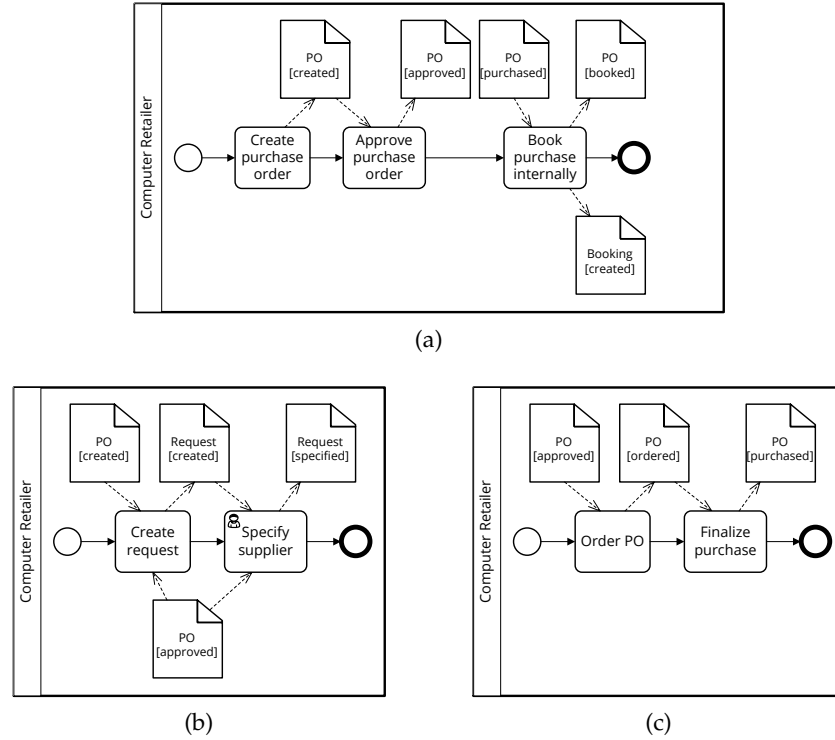 Computer Retailer
PO
[created]
PO
[approved]
PO
[purchased]
PO
[booked]
Create
purchase
order
Approve
purchase
order
Book
purchase
internally
Booking
[created]
(a)
Computer Retailer
PO
[created]
Request
[created]
Request
[specified]
Create
request
Specify
supplier
PO
[approved]
(b)
Computer Retailer
PO
[approved]
PO
[ordered]
PO
[purchased]
Order PO
Finalize
purchase
(c)